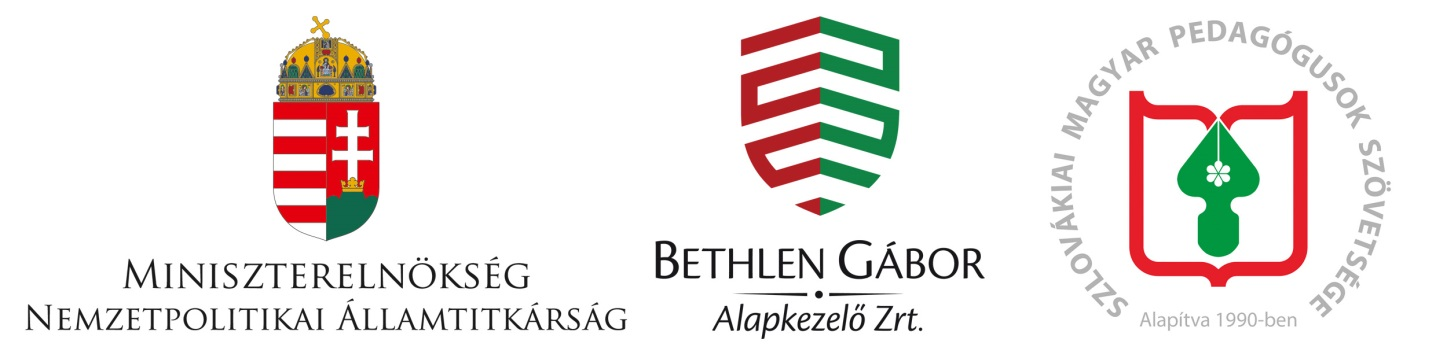 MINISZTERELNÖKSÉG
NEMZETPOLITIKAI ÁLLAMTITKÁRSÁG
BETHLEN GÁBOR
Alapkezelő Zrt.
SZLOVÁKIAI MAGYAR PEDAGÓGUSOK SZÖVETSÉGE
Alapítva 1990-ben